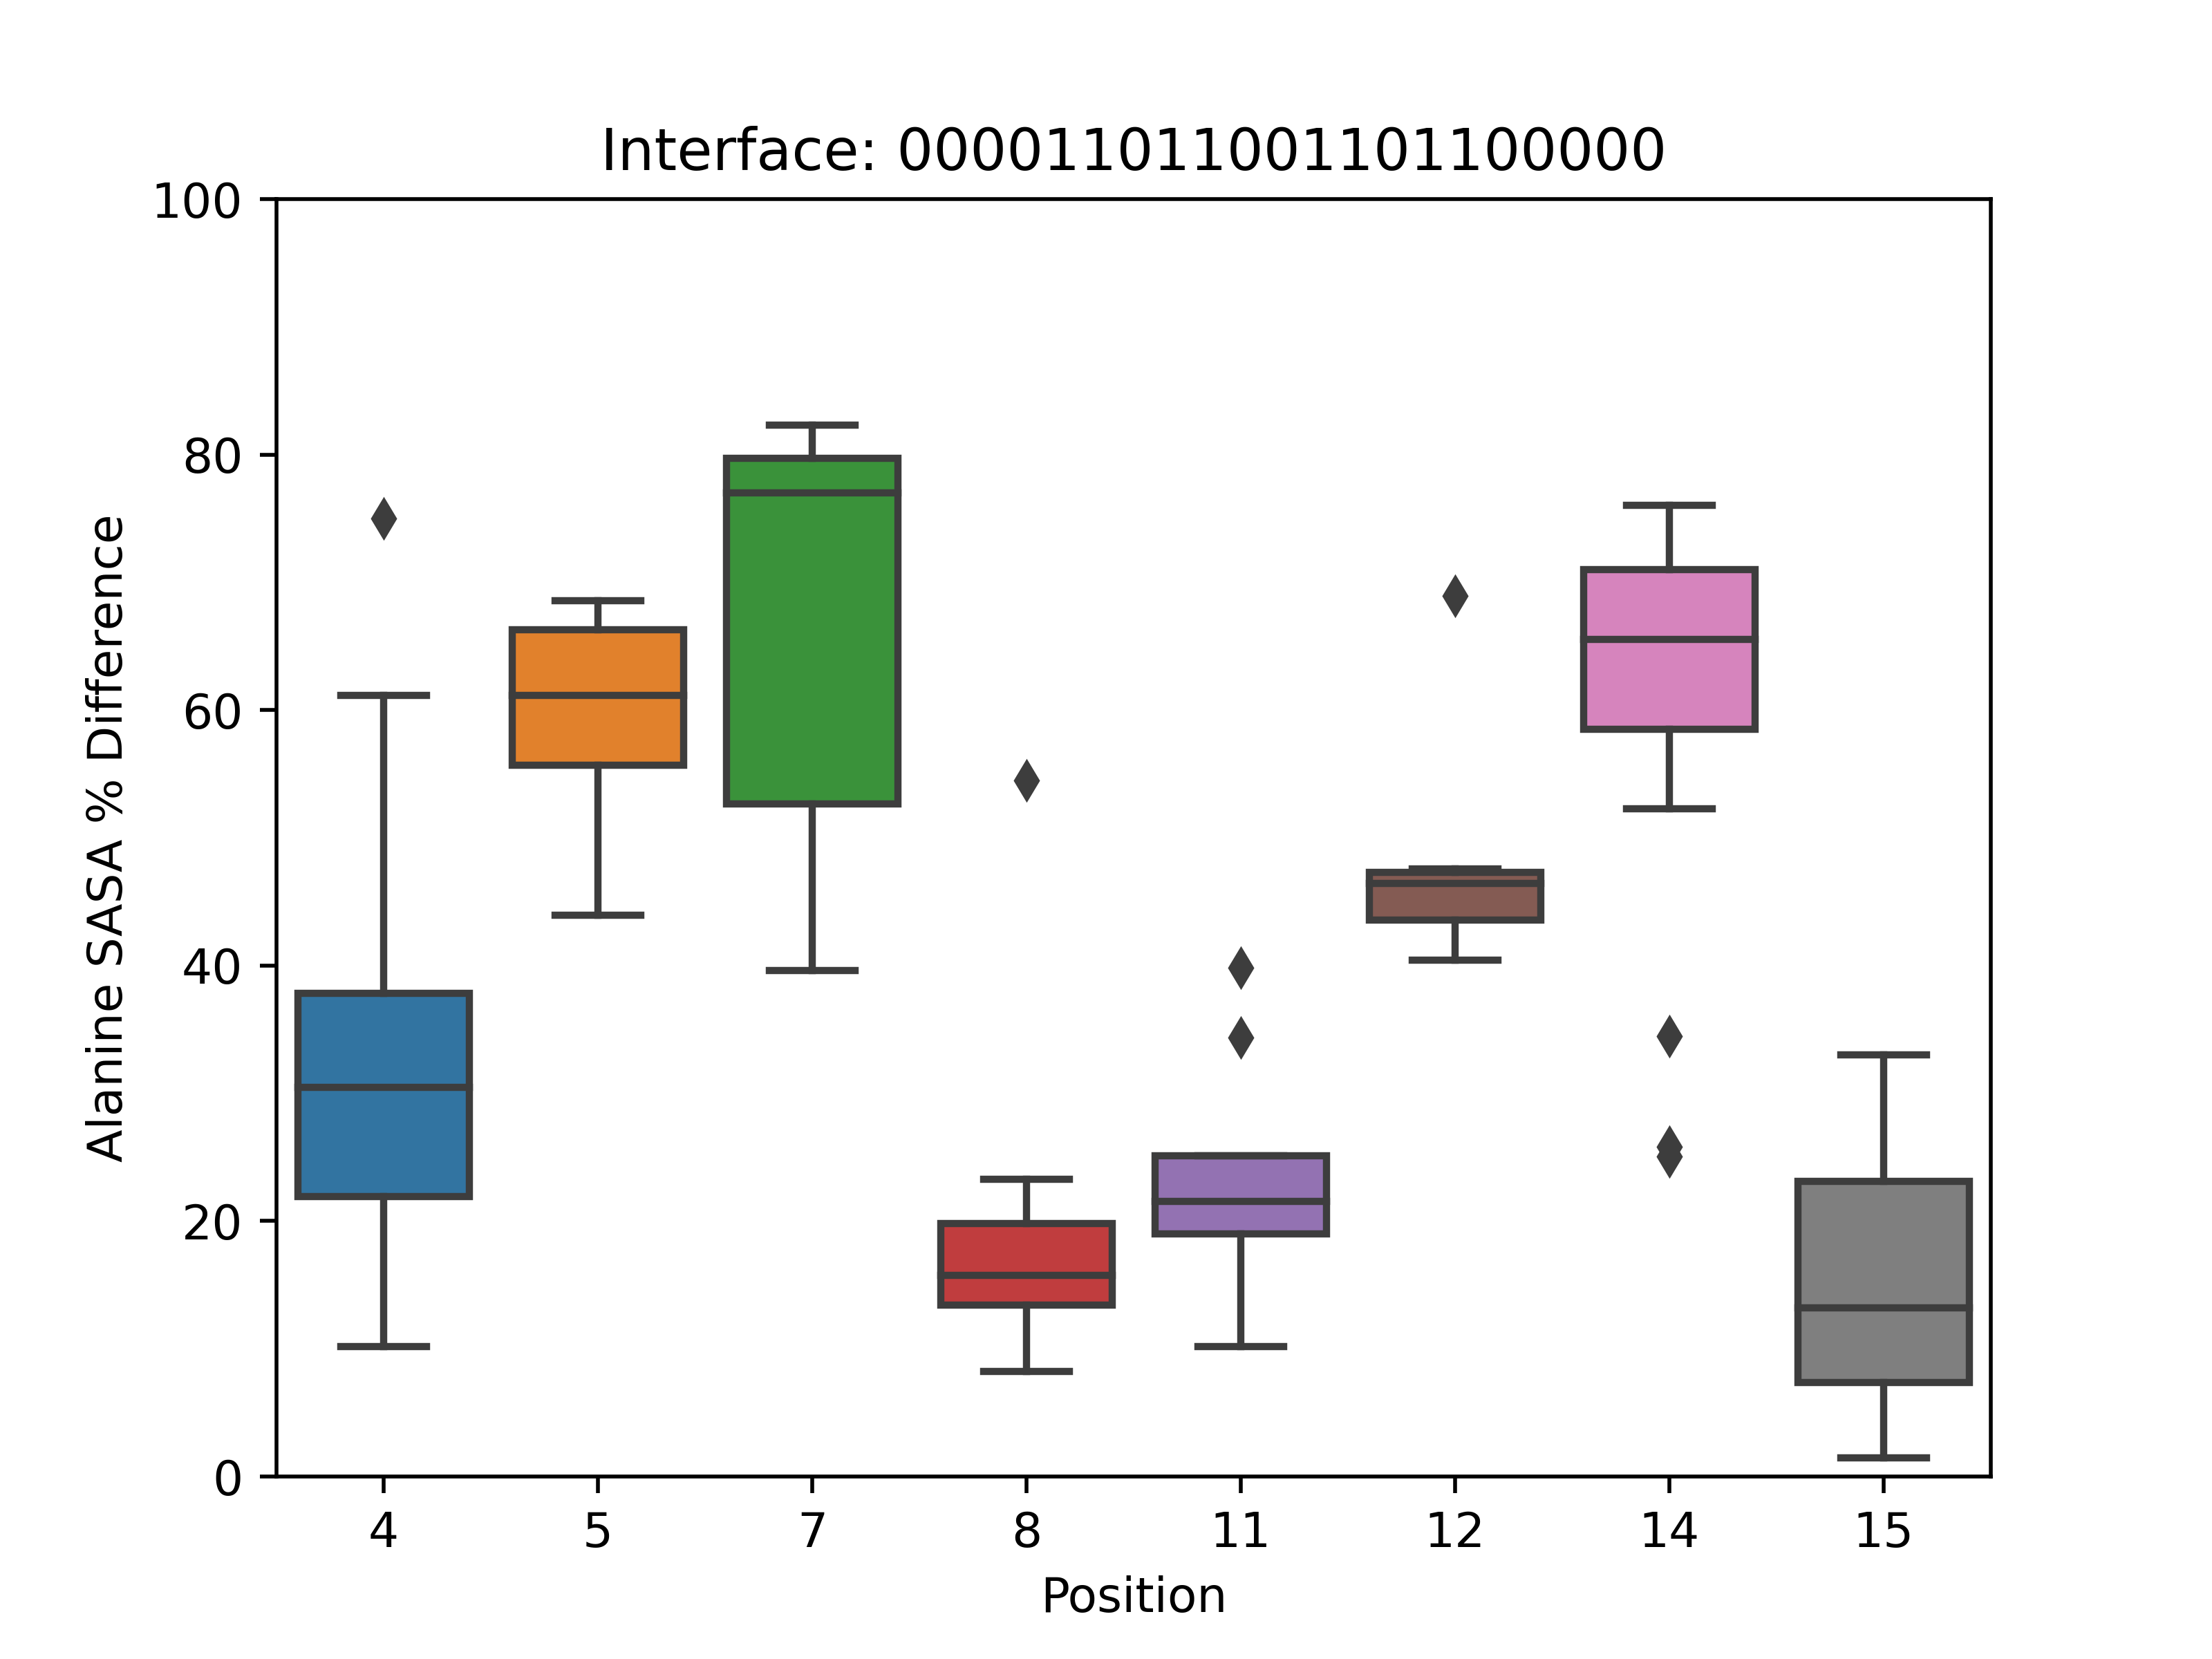 Interface: 000011011001101100000
100
80
60
40
20
0
Alanine SASA % Difference
4 5 7 8 11 12 14 15
Position